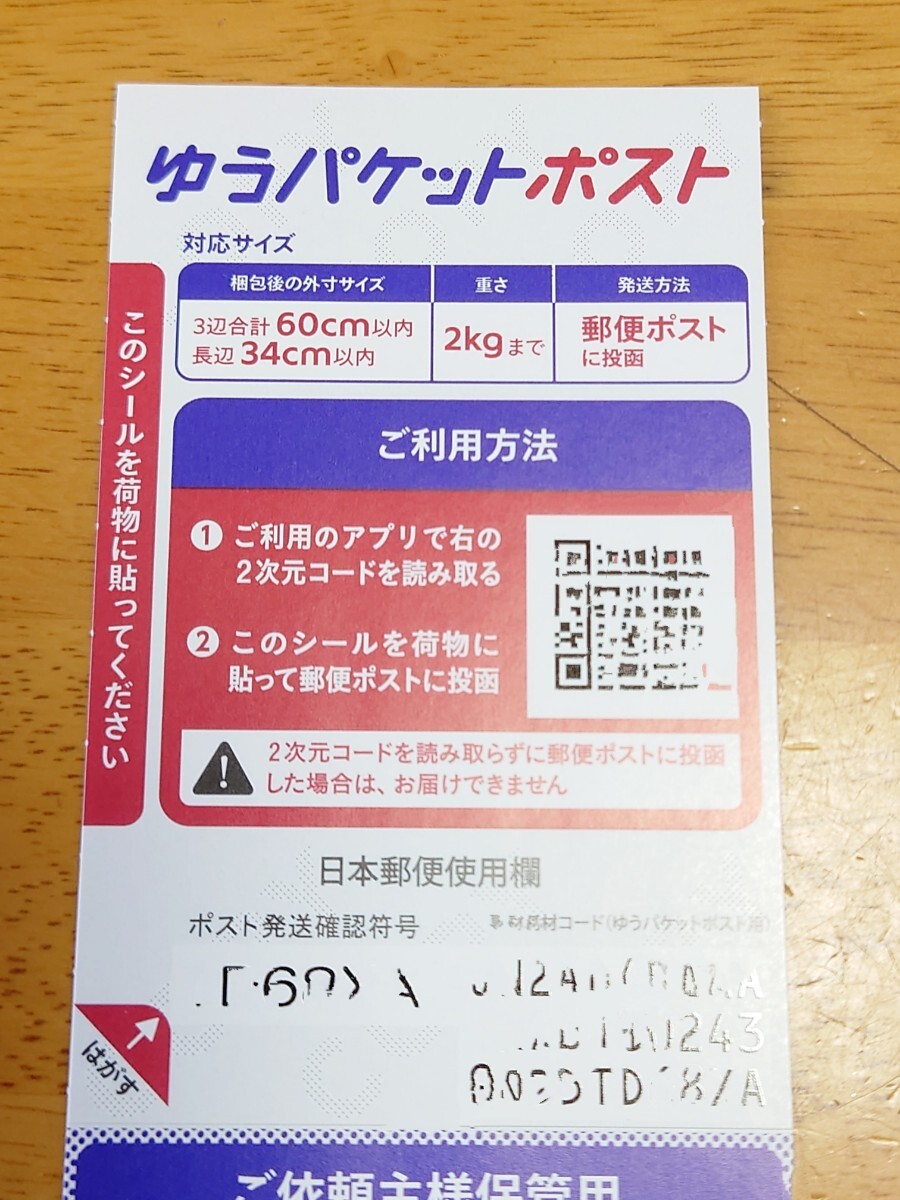 ゆうパケットポスト
対応サイズ
梱包後の外寸サイズ 重さ 発送方法
3辺合計 60cm以内
長辺 34cm以内
2kgまで
郵便ポスト
に投函
このシールを荷物に貼ってください
ご利用方法
1 ご利用のアプリで右の
2次元コードを読み取る
2 このシールを荷物に
貼って郵便ポストに投函
2次元コードを読み取らずに郵便ポストに投函
した場合は、お届けできません
日本郵便使用欄
ポスト発送確認符号
コード(ゆうパケットポスト用)
はがす
ご依頼主様保管用